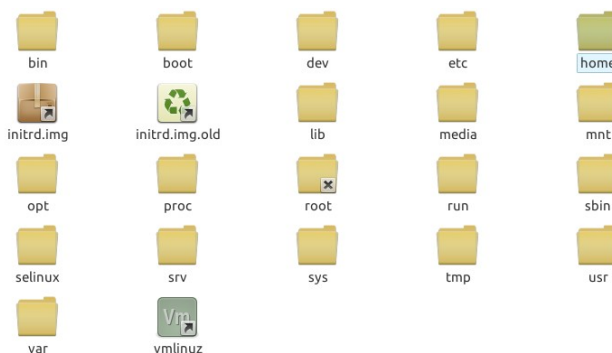 bin boot dev etc home
initrd.img initrd.img.old lib media mnt
opt proc root run sbin
selinux srv sys tmp usr
var vmlinuz
Vm